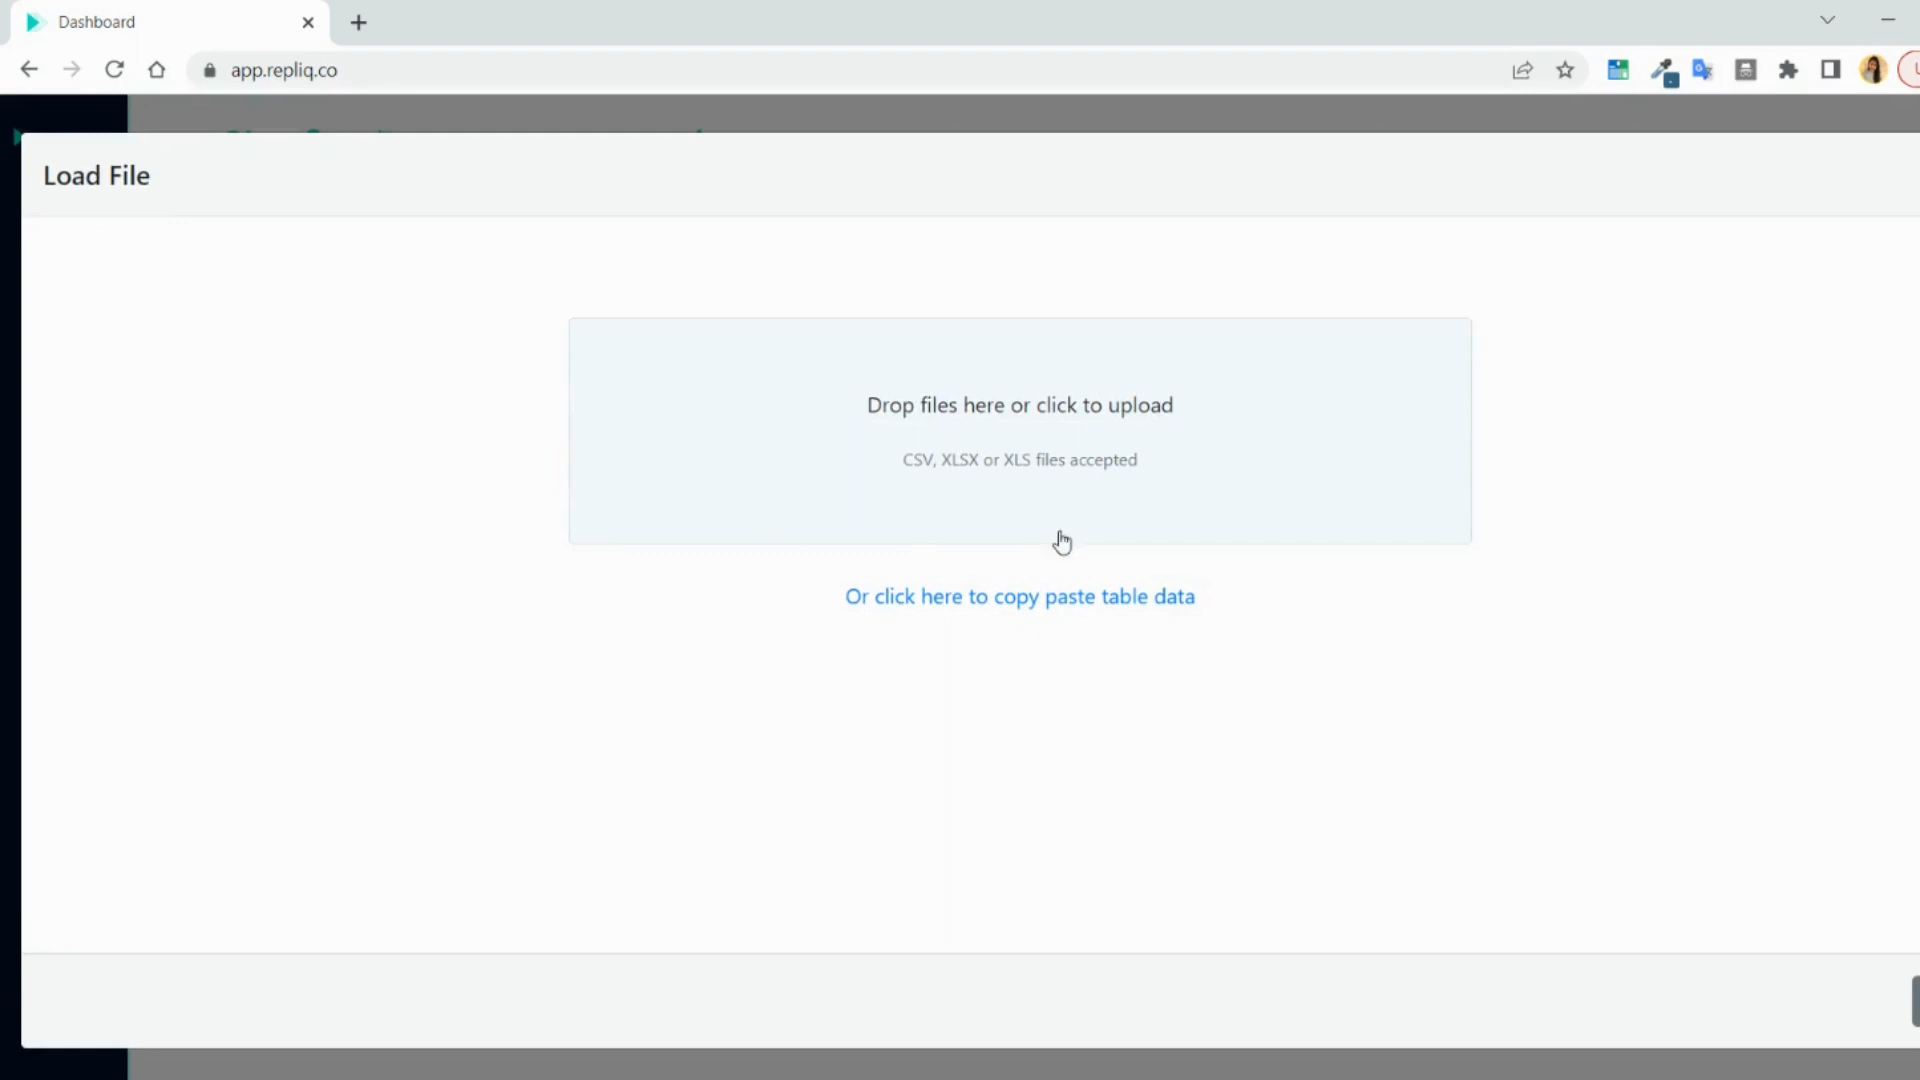 Dashboard
app.repliq.co
Load File
Drop files here or click to upload
CSV, XLSX or XLS files accepted
Or click here to copy paste table data